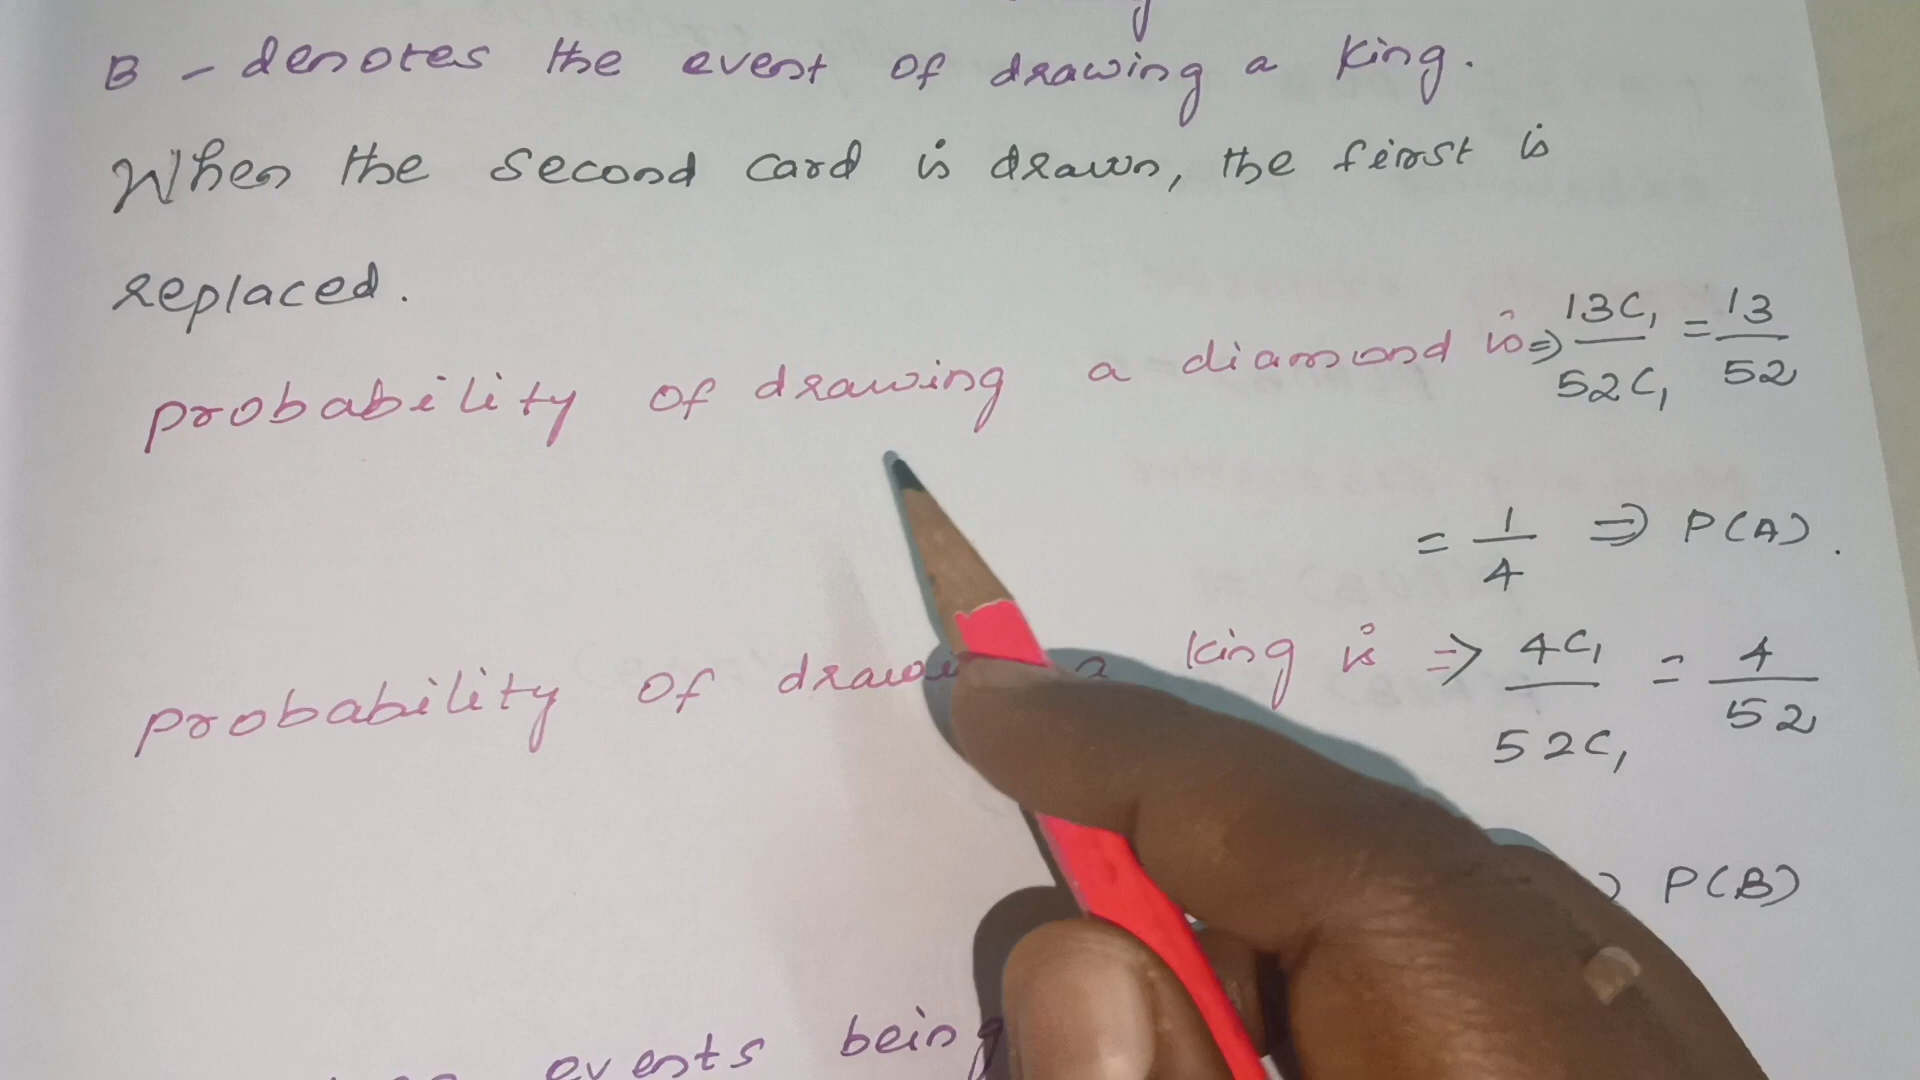 B - denotes the event of drawing a king.
When the second card is drawn, the first is
replaced.
probability of drawing a diamond is ⇒ 13C₁/52C₁ = 13/52
= 1/4 ⇒ P(A).
probability of a king is ⇒ 4C₁/52C₁ = 4/52
P(B)
events being